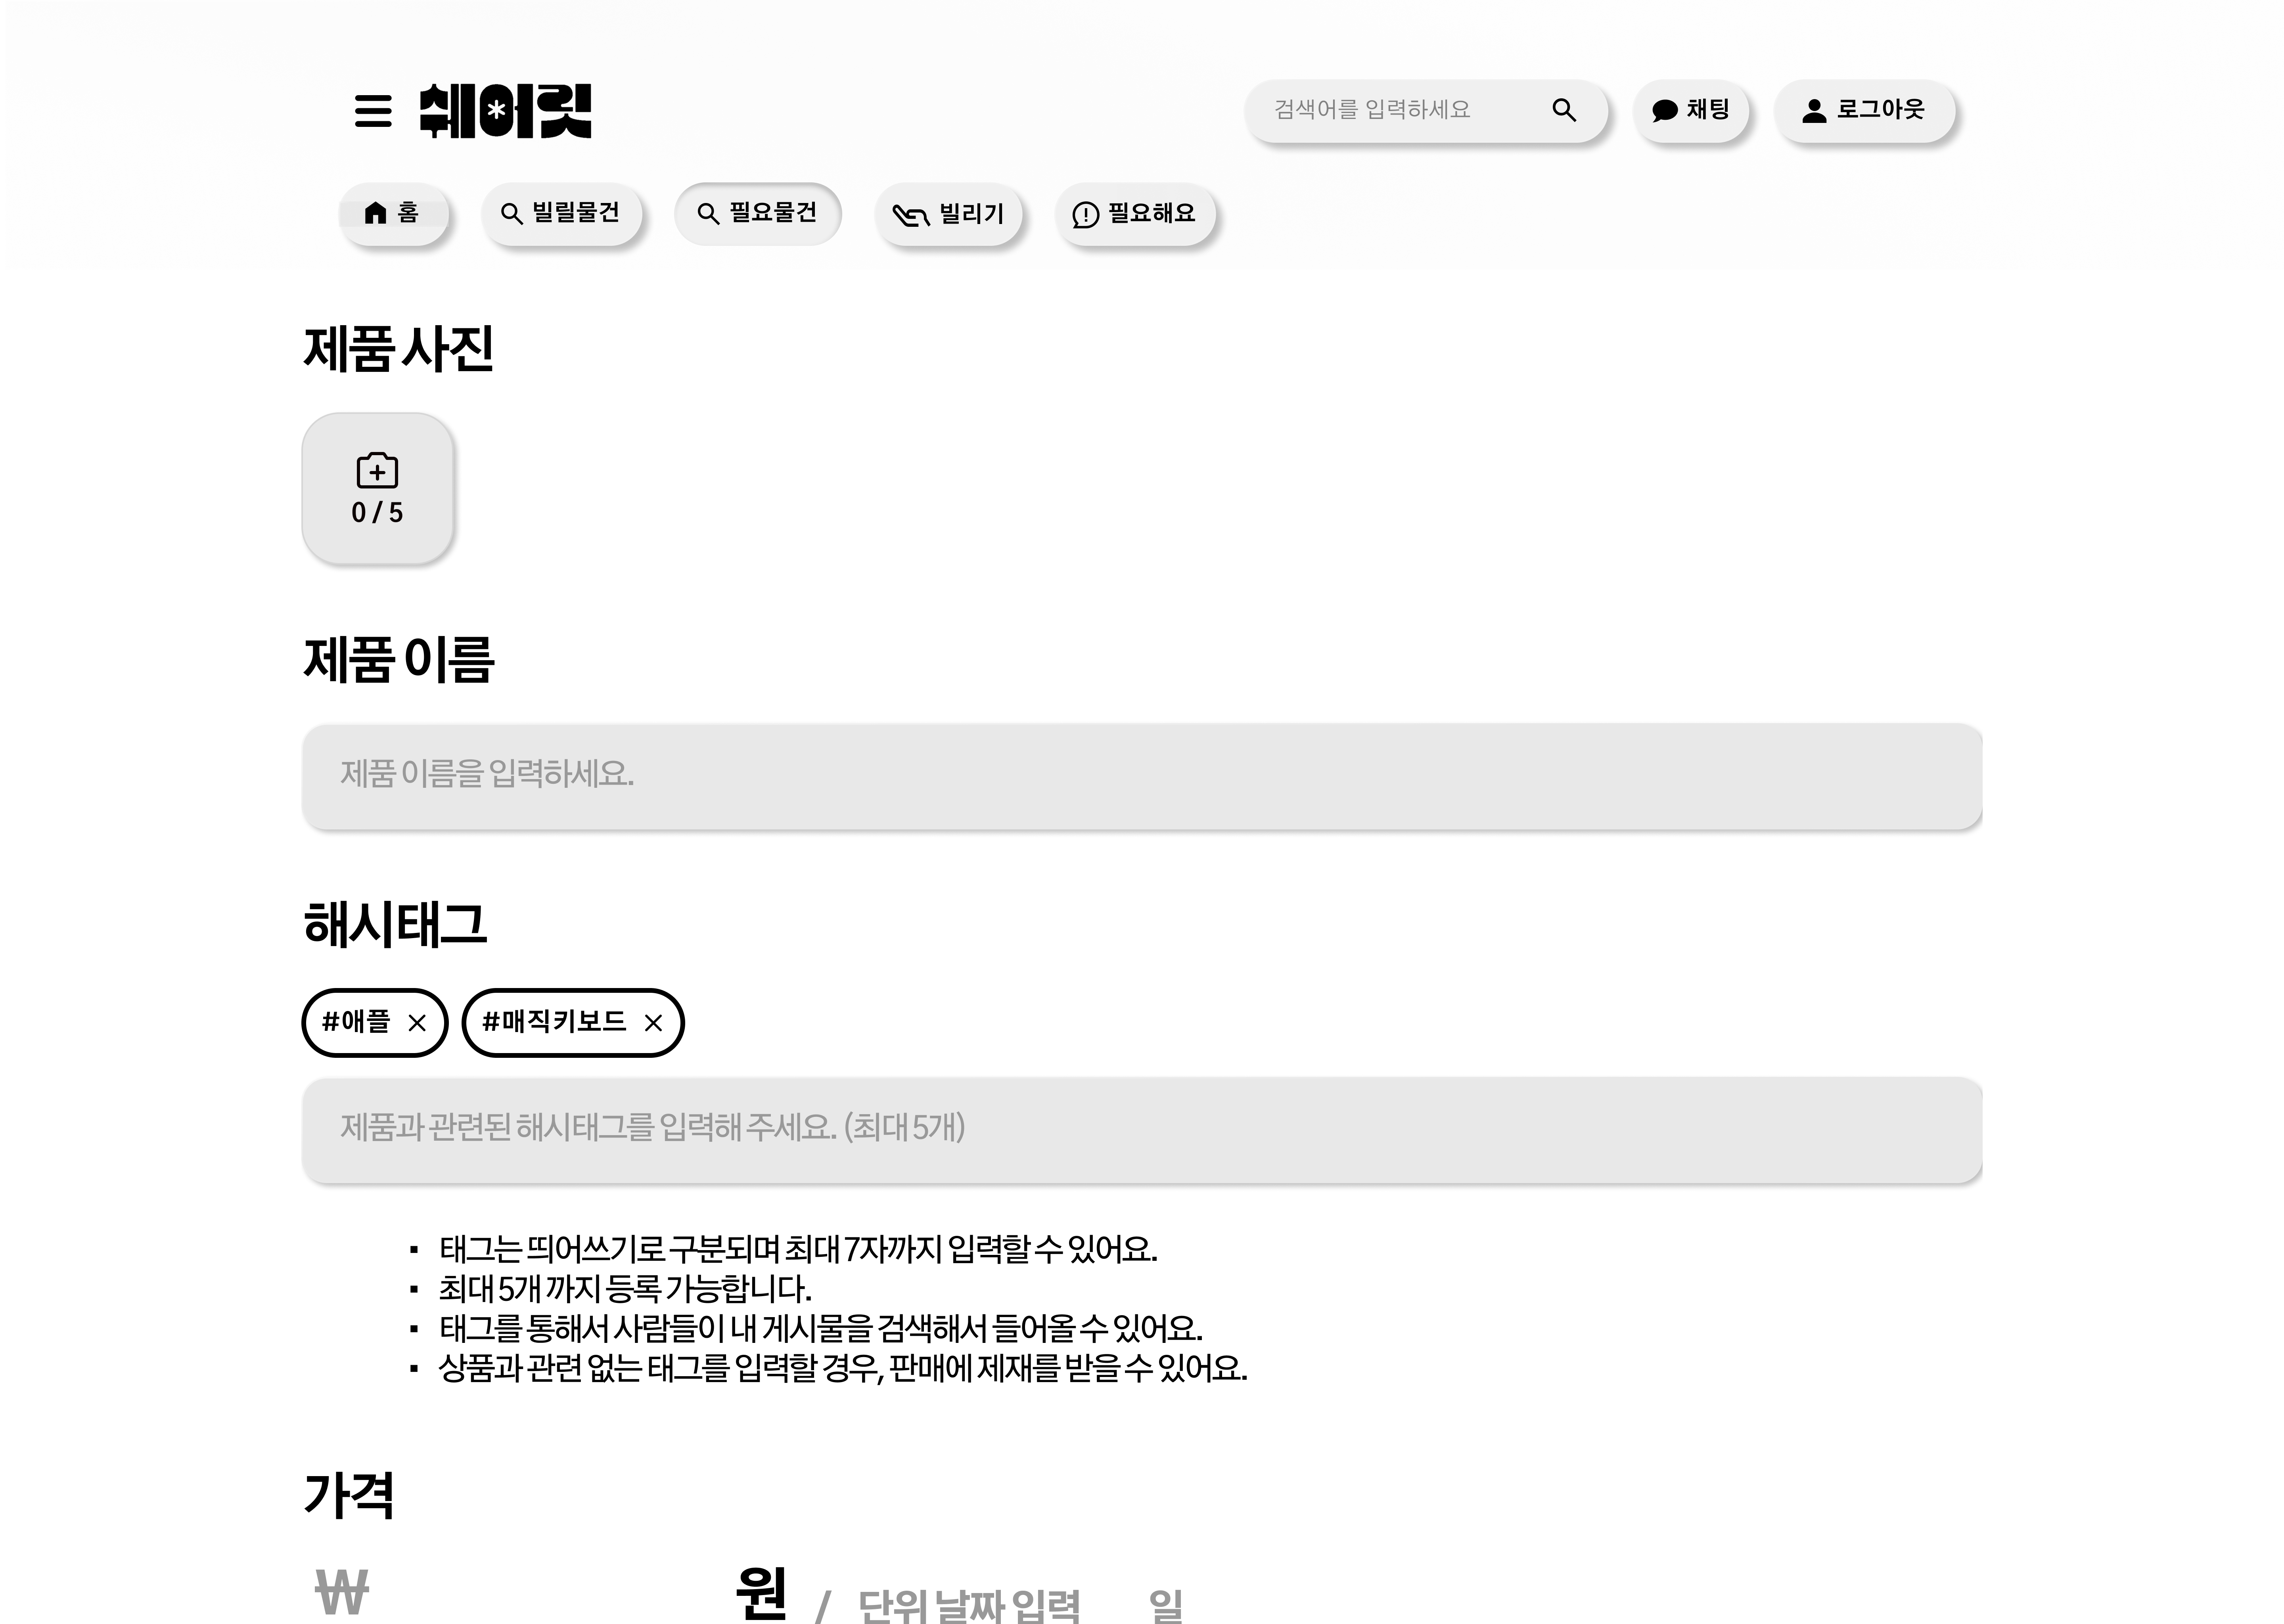 쉐어릿
검색어를 입력하세요
채팅
로그아웃
홈
빌릴물건
필요물건
빌리기
필요해요
제품 사진
0 / 5
제품 이름
제품 이름을 입력하세요.
해시태그
#애플
#매직키보드
제품과 관련된 해시태그를 입력해 주세요. (최대 5개)
▪ 태그는 띄어쓰기로 구분되며 최대 7자까지 입력할 수 있어요.
▪ 최대 5개 까지 등록 가능합니다.
▪ 태그를 통해서 사람들이 내 게시물을 검색해서 들어올 수 있어요.
▪ 상품과 관련 없는 태그를 입력할 경우, 판매에 제재를 받을 수 있어요.
가격
₩ 원 / 단위 날짜 입력 일